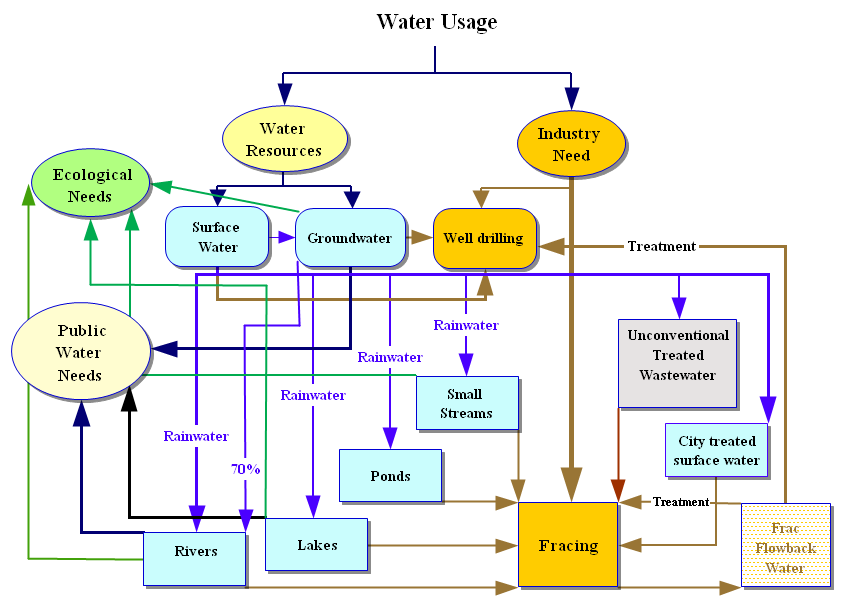 Water Usage
Water
Resources
Industry
Need
Ecological
Needs
Surface
Water
Groundwater
Well drilling
Treatment
Public
Water
Needs
Rainwater
Unconventional
Treated
Wastewater
Rainwater
Rainwater
Small
Streams
Rainwater
City treated
surface water
70%
Ponds
Treatment
Rivers
Lakes
Fracing
Frac
Flowback
Water